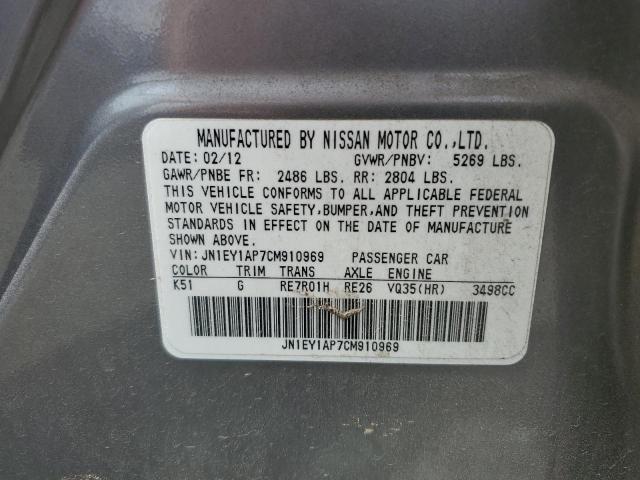 MANUFACTURED BY NISSAN MOTOR CO.,LTD.
DATE: 02/12 GVWR/PNBV: 5269 LBS.
GAWR/PNBE FR: 2486 LBS. RR: 2804 LBS.
THIS VEHICLE CONFORMS TO ALL APPLICABLE FEDERAL
MOTOR VEHICLE SAFETY,BUMPER,AND THEFT PREVENTION
STANDARDS IN EFFECT ON THE DATE OF MANUFACTURE
SHOWN ABOVE.
VIN:JN1EY1AP7CM910969 PASSENGER CAR
COLOR TRIM TRANS AXLE ENGINE
K51 G RE7R01H RE26 VQ35(HR) 3498CC
JN1EY1AP7CM910969